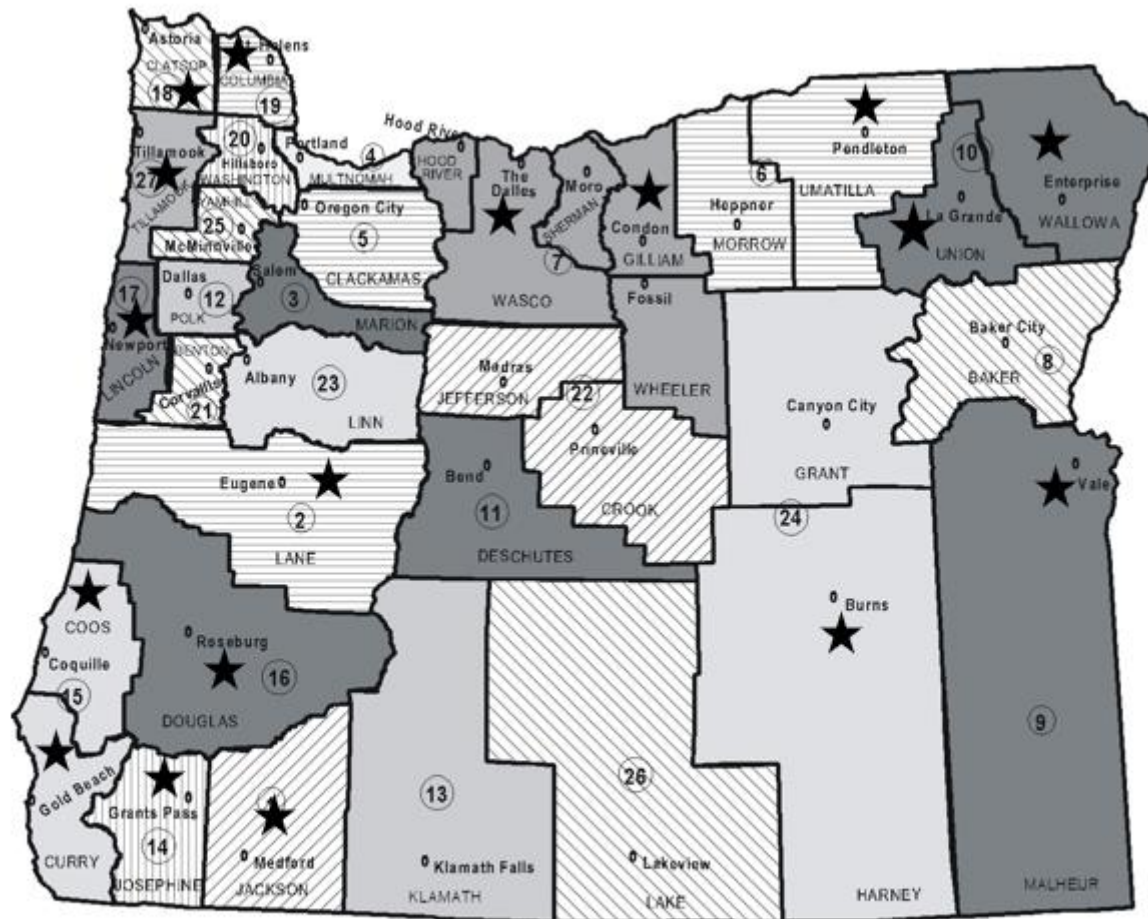 Astoria
CLATSOP
18
St. Helens
COLUMBIA
19
Hood River
20
Portland
4
Tillamook
Hillsboro
WASHINGTON
MULTNOMAH
HOOD
RIVER
The
Dalles
Moro
SHERMAN
6
Pendleton
10
27
TILLAMOOK
YAMHILL
Oregon City
UMATILLA
Enterprise
25
McMinnville
5
CLACKAMAS
7
Condon
GILLIAM
Heppner
MORROW
La Grande
UNION
WALLOWA
17
Dallas
12
POLK
Salem
3
MARION
WASCO
Fossil
Newport
LINCOLN
BENTON
Corvallis
21
Albany
23
LINN
Madras
JEFFERSON
22
WHEELER
Baker City
8
BAKER
Canyon City
GRANT
Prineville
CROOK
Eugene
2
LANE
Bend
11
DESCHUTES
24
Vale
COOS
Coquille
15
Roseburg
16
DOUGLAS
Burns
9
Gold Beach
CURRY
Grants Pass
14
JOSEPHINE
Medford
JACKSON
13
Klamath Falls
KLAMATH
26
Lakeview
LAKE
HARNEY
MALHEUR